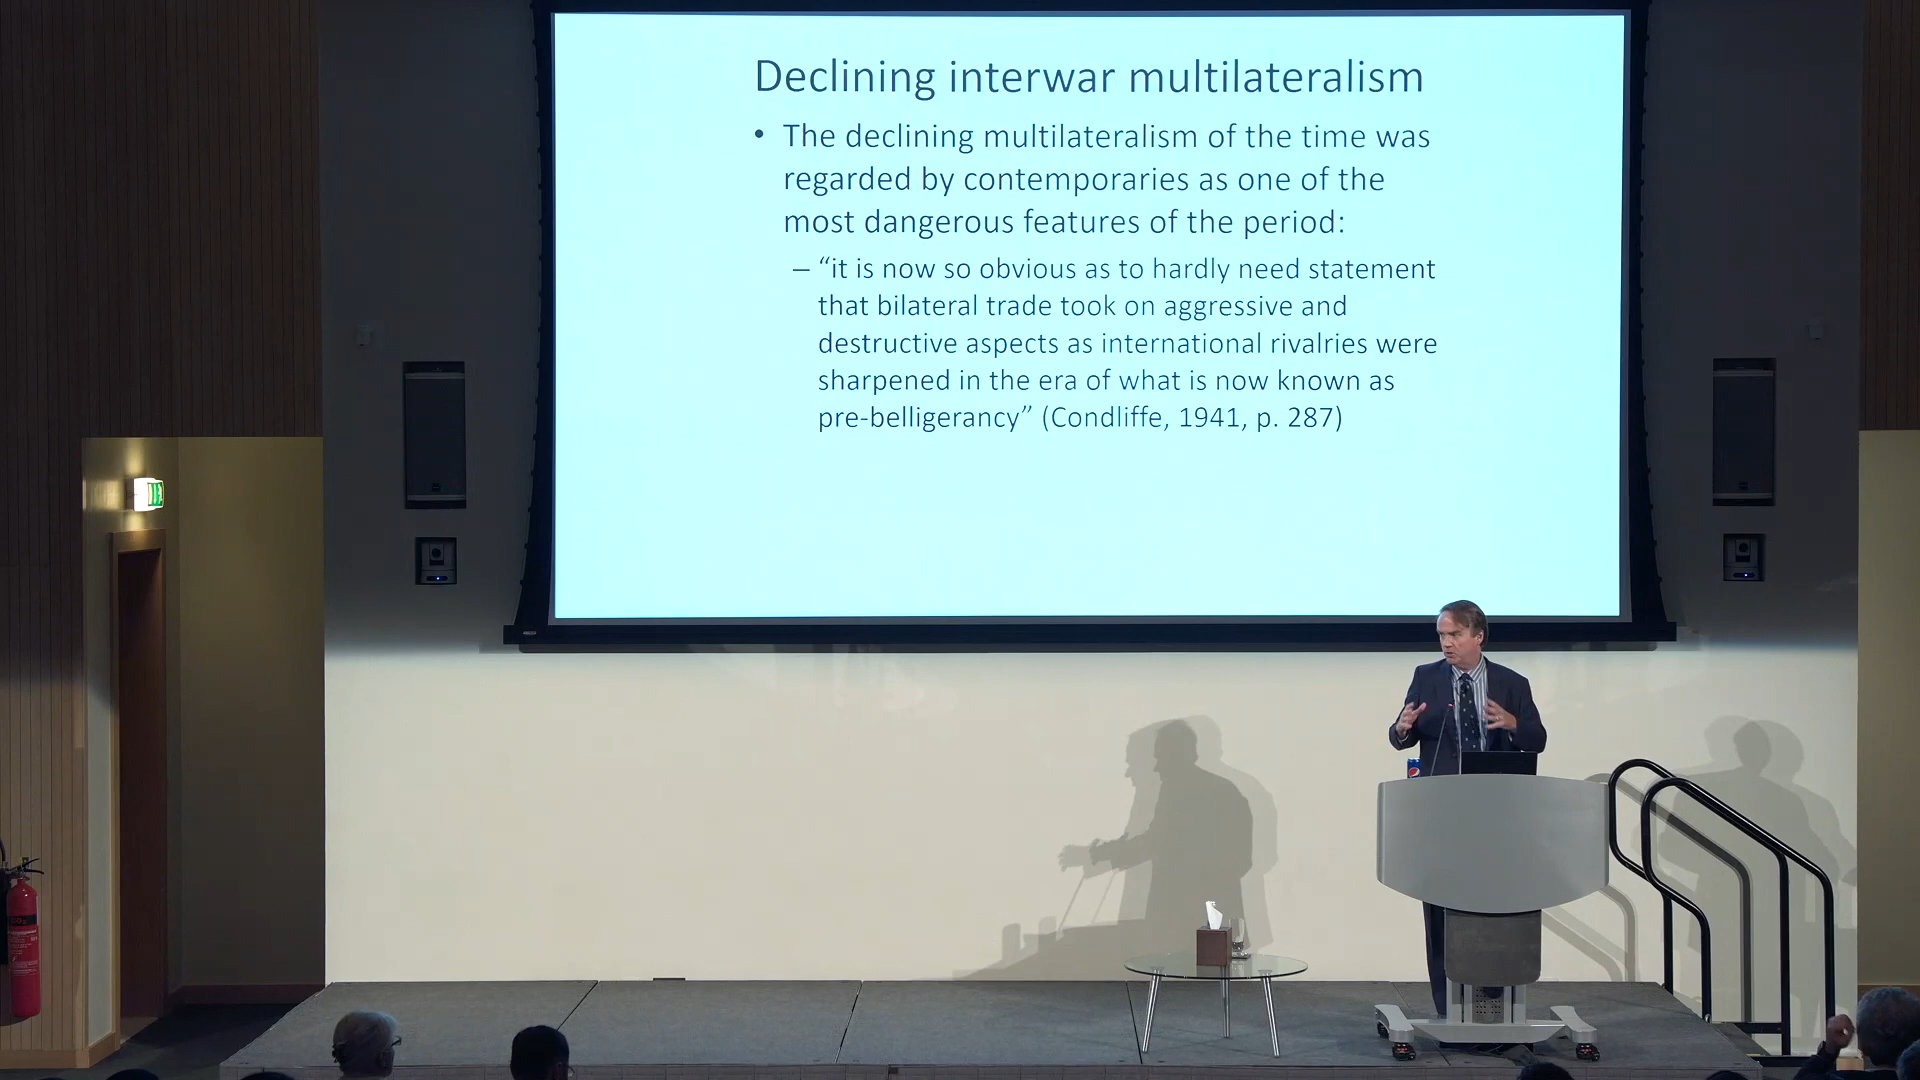 Declining interwar multilateralism
• The declining multilateralism of the time was
regarded by contemporaries as one of the
most dangerous features of the period:
– “it is now so obvious as to hardly need statement
that bilateral trade took on aggressive and
destructive aspects as international rivalries were
sharpened in the era of what is now known as
pre-belligerancy” (Condliffe, 1941, p. 287)